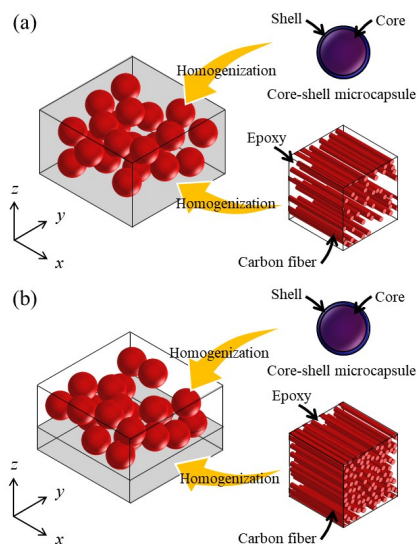 (a)
Shell
Core
Homogenization
Core-shell microcapsule
Epoxy
Homogenization
Carbon fiber
z
y
x
(b)
Shell
Core
Homogenization
Core-shell microcapsule
Epoxy
Homogenization
Carbon fiber
z
y
x